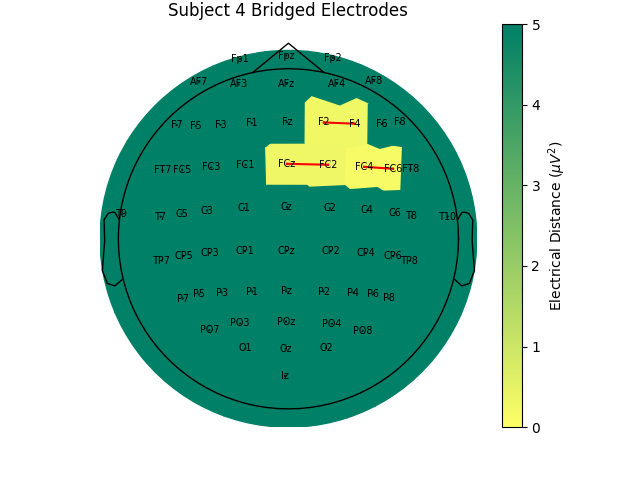 Subject 4 Bridged Electrodes
Fp1 Fpz Fp2
AF7 AF3 AFz AF4 AF8
F7 F5 F3 F1 Fz F2 F4 F6 F8
FT7 FC5 FC3 FC1 FCz FC2 FC4 FC6 FT8
T9 T7 C5 C3 C1 Cz C2 C4 C6 T8 T10
TP7 CP5 CP3 CP1 CPz CP2 CP4 CP6 TP8
P7 P5 P3 P1 Pz P2 P4 P6 P8
PO7 PO3 POz PO4 PO8
O1 Oz O2
Iz
5
4
3
2
1
0
Electrical Distance (μV²)